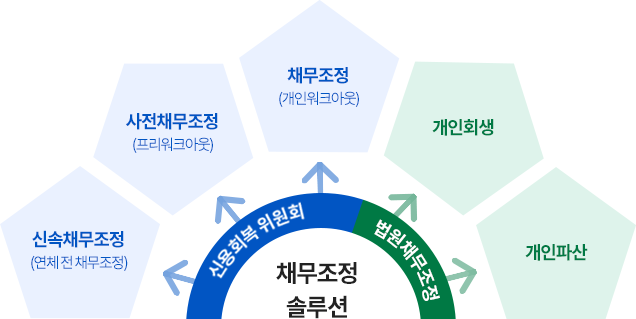 채무조정
(개인워크아웃)
사전채무조정
(프리워크아웃)
개인회생
신속채무조정
(연체 전 채무조정)
개인파산
신용회복 위원회
법원채무조정
채무조정
솔루션